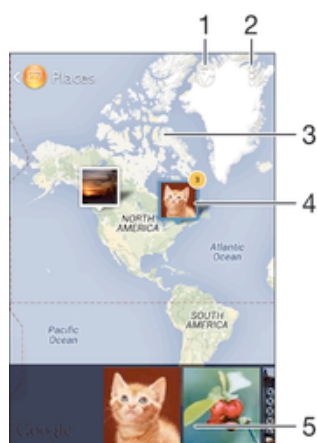 1 2
Places
3
4
NORTH
AMERICA
Atlantic
Ocean
SOUTH
AMERICA
Pacific
Ocean
Google
5